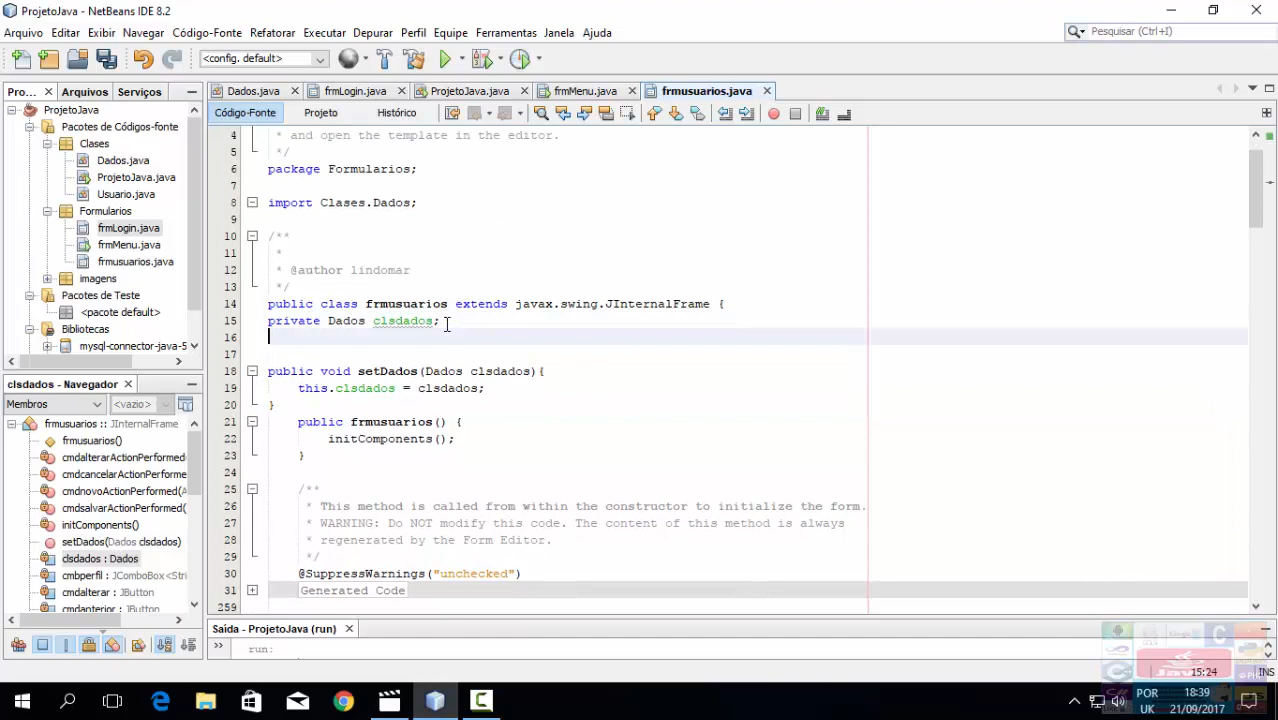 ProjetoJava - NetBeans IDE 8.2
Arquivo Editar Exibir Navegar Código-Fonte Refatorar Executar Depurar Perfil Equipe Ferramentas Janela Ajuda
Pesquisar (Ctrl+I)
<config. default>
Pro... Arquivos Serviços
Dados.java frmLogin.java ProjetoJava.java frmMenu.java frmusuarios.java
Código-Fonte Projeto Histórico
ProjetoJava
Pacotes de Códigos-fonte
Clases
Dados.java
ProjetoJava.java
Usuario.java
Formularios
frmLogin.java
frmMenu.java
frmusuarios.java
imagens
Pacotes de Teste
<pacote default>
Bibliotecas
mysql-connector-java-5
clsdados - Navegador
Membros <vazio>
frmusuarios :: JInternalFrame
frmusuarios()
cmdalterarActionPerformed
cmdcancelarActionPerforme
cmdnovoActionPerformed(A
cmdsalvarActionPerformed(
initComponents()
setDados(Dados clsdados)
clsdados : Dados
cmbperfil : JComboBox<Stri
cmdalterar : JButton
cmdanterior : JButton
4 * and open the template in the editor.
5 */
6 package Formularios;
7
8 import Clases.Dados;
9
10 /**
11 *
12 * @author lindomar
13 */
14 public class frmusuarios extends javax.swing.JInternalFrame {
15 private Dados clsdados;
16
17
18 public void setDados(Dados clsdados){
19 this.clsdados = clsdados;
20 }
21 public frmusuarios() {
22 initComponents();
23 }
24
25 /**
26 * This method is called from within the constructor to initialize the form.
27 * WARNING: Do NOT modify this code. The content of this method is always
28 * regenerated by the Form Editor.
29 */
30 @SuppressWarnings("unchecked")
31 Generated Code
259
Saída - ProjetoJava (run)
run:
15:24 INS
POR
UK
18:39
21/09/2017